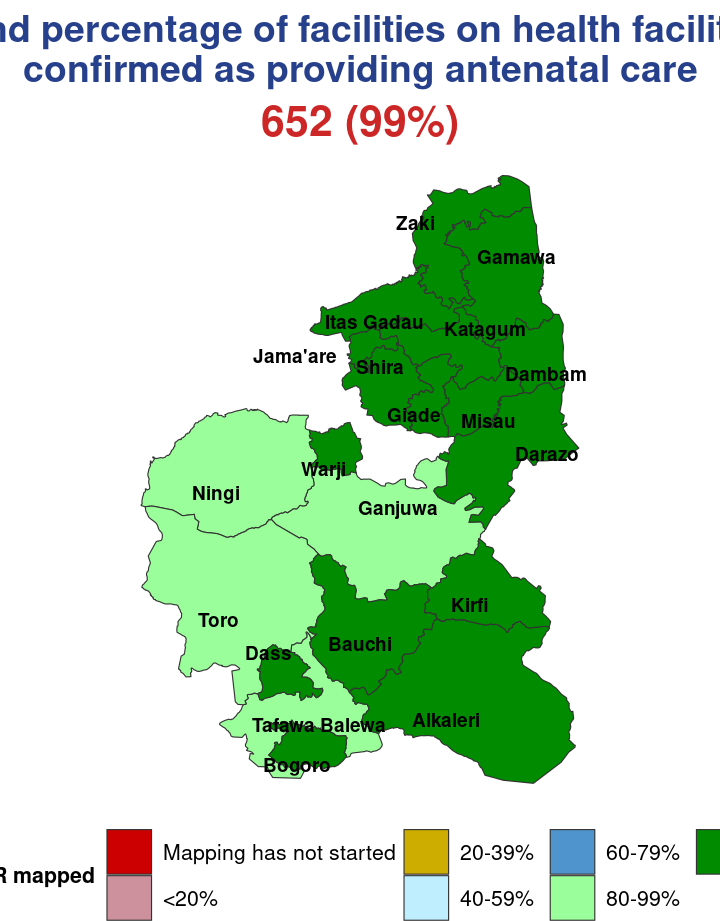 percentage of facilities on health
confirmed as providing antenatal care
652 (99%)
Zaki
Gamawa
Itas Gadau
Katagum
Jama'are
Shira
Dambam
Giade
Misau
Darazo
Warji
Ningi
Ganjuwa
Kirfi
Toro
Bauchi
Dass
Alkaleri
Tafawa Balewa
Bogoro
mapped
Mapping has not started
<20%
20-39%
40-59%
60-79%
80-99%